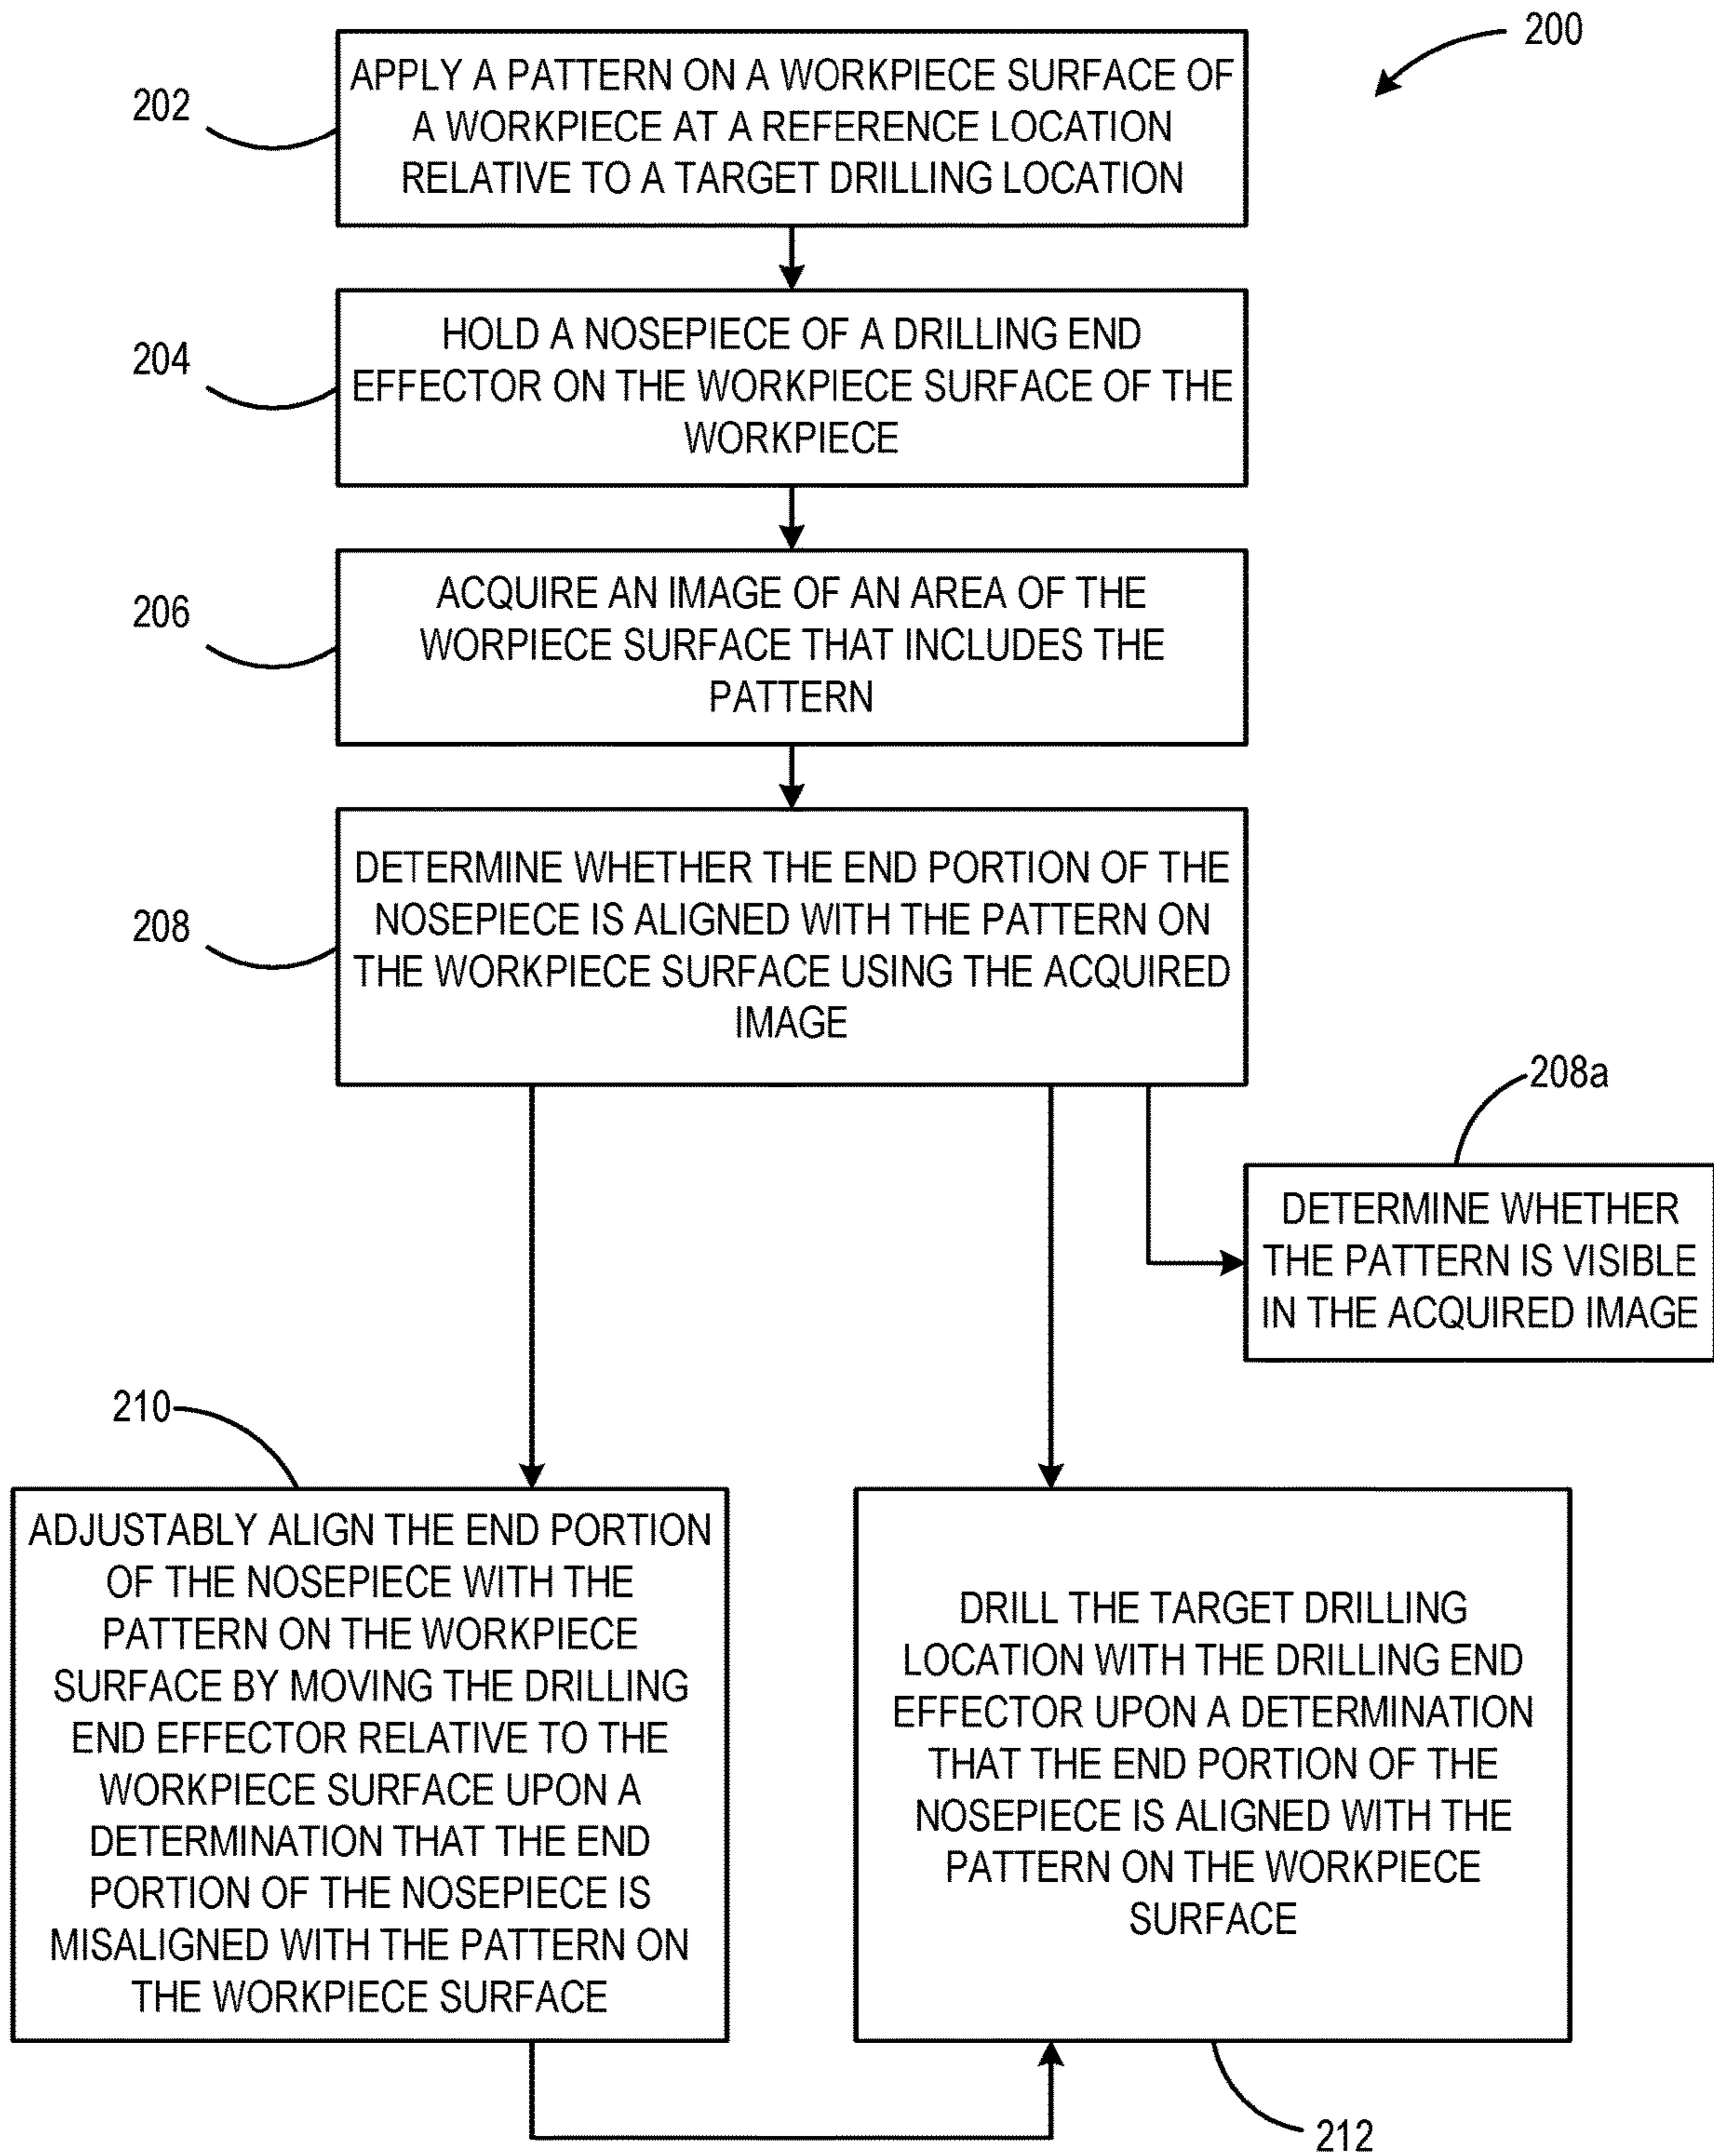 200
202
APPLY A PATTERN ON A WORKPIECE SURFACE OF
A WORKPIECE AT A REFERENCE LOCATION
RELATIVE TO A TARGET DRILLING LOCATION
204
HOLD A NOSEPIECE OF A DRILLING END
EFFECTOR ON THE WORKPIECE SURFACE OF THE
WORKPIECE
206
ACQUIRE AN IMAGE OF AN AREA OF THE
WORPIECE SURFACE THAT INCLUDES THE
PATTERN
208
DETERMINE WHETHER THE END PORTION OF THE
NOSEPIECE IS ALIGNED WITH THE PATTERN ON
THE WORKPIECE SURFACE USING THE ACQUIRED
IMAGE
208a
DETERMINE WHETHER
THE PATTERN IS VISIBLE
IN THE ACQUIRED IMAGE
210
ADJUSTABLY ALIGN THE END PORTION
OF THE NOSEPIECE WITH THE
PATTERN ON THE WORKPIECE
SURFACE BY MOVING THE DRILLING
END EFFECTOR RELATIVE TO THE
WORKPIECE SURFACE UPON A
DETERMINATION THAT THE END
PORTION OF THE NOSEPIECE IS
MISALIGNED WITH THE PATTERN ON
THE WORKPIECE SURFACE
DRILL THE TARGET DRILLING
LOCATION WITH THE DRILLING END
EFFECTOR UPON A DETERMINATION
THAT THE END PORTION OF THE
NOSEPIECE IS ALIGNED WITH THE
PATTERN ON THE WORKPIECE
SURFACE
212